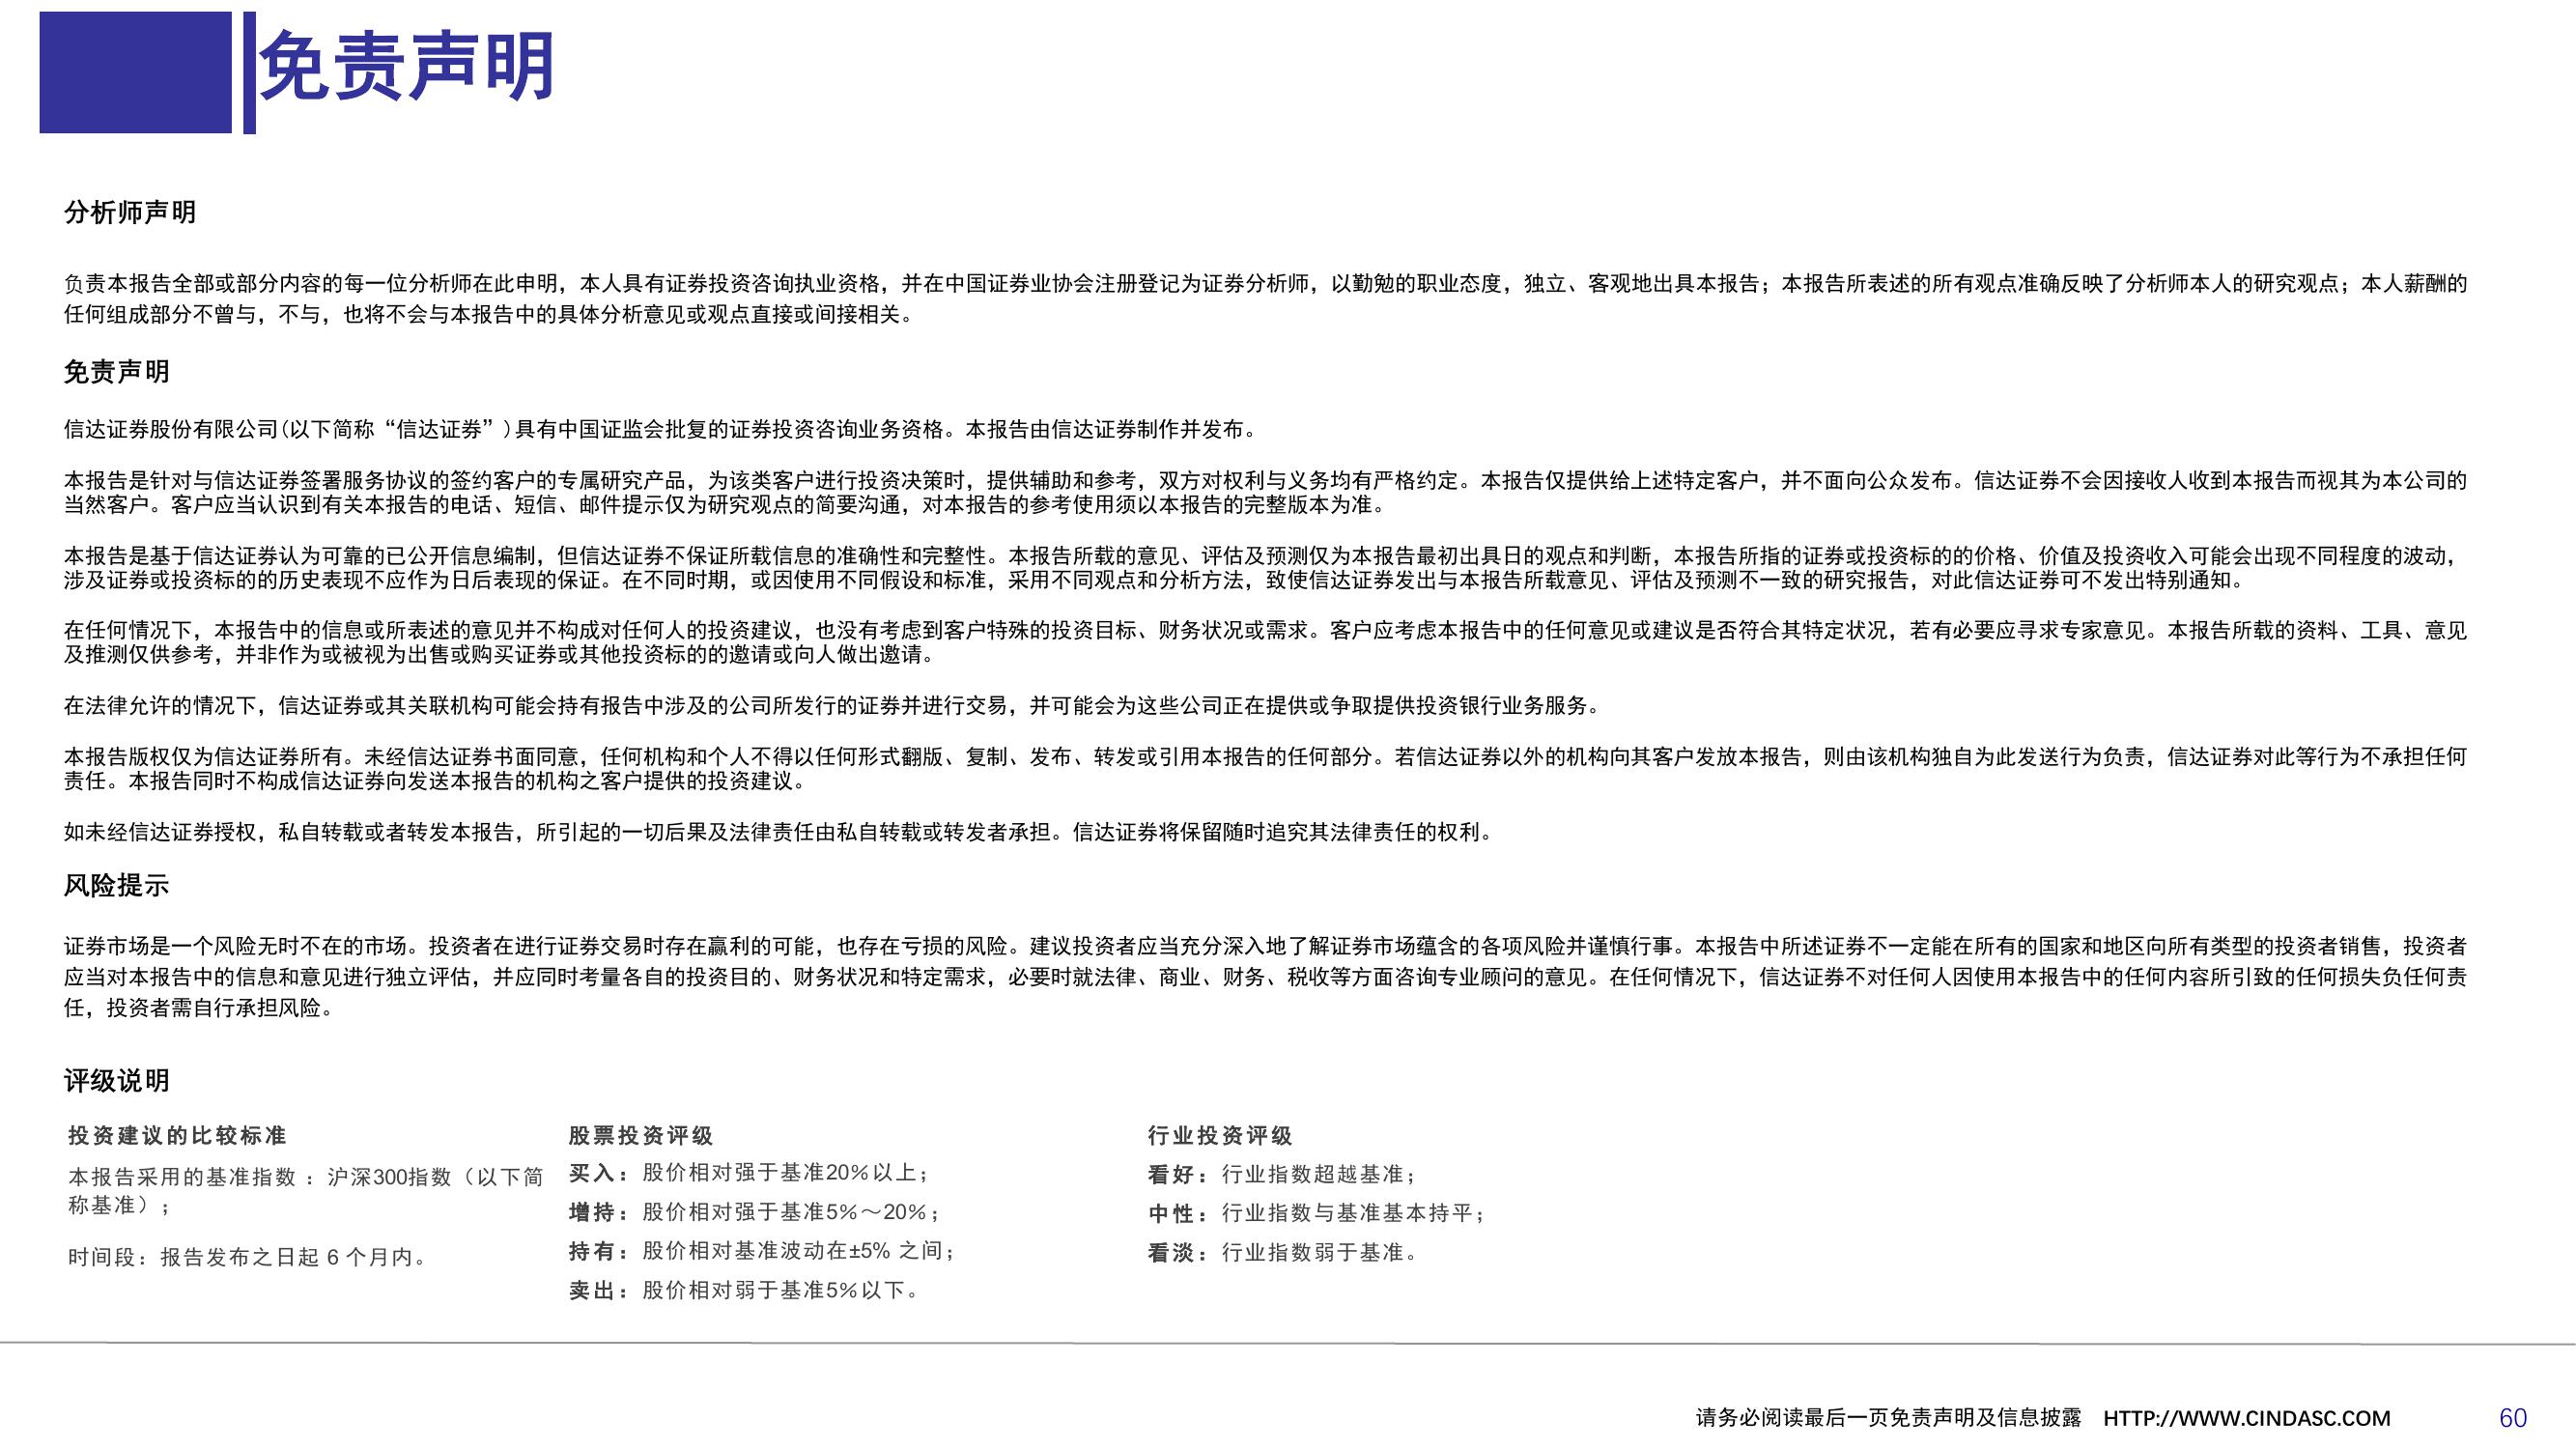 免责声明
分析师声明
负责本报告全部或部分内容的每一位分析师在此申明，本人具有证券投资咨询执业资格，并在中国证券业协会注册登记为证券分析师，以勤勉的职业态度，独立、客观地出具本报告；本报告所表述的所有观点准确反映了分析师本人的研究观点；本人薪酬的
任何组成部分不曾与，不与，也将不会与本报告中的具体分析意见或观点直接或间接相关。
免责声明
信达证券股份有限公司(以下简称“信达证券”)具有中国证监会批复的证券投资咨询业务资格。本报告由信达证券制作并发布。
本报告是针对与信达证券签署服务协议的签约客户的专属研究产品，为该类客户进行投资决策时，提供辅助和参考，双方对权利与义务均有严格约定。本报告仅提供给上述特定客户，并不面向公众发布。信达证券不会因接收人收到本报告而视其为本公司的
当然客户。客户应当认识到有关本报告的电话、短信、邮件提示仅为研究观点的简要沟通，对本报告的参考使用须以本报告的完整版本为准。
本报告是基于信达证券认为可靠的已公开信息编制，但信达证券不保证所载信息的准确性和完整性。本报告所载的意见、评估及预测仅为本报告最初出具日的观点和判断，本报告所指的证券或投资标的的价格、价值及投资收入可能会出现不同程度的波动，
涉及证券或投资标的的历史表现不应作为日后表现的保证。在不同时期，或因使用不同假设和标准，采用不同观点和分析方法，致使信达证券发出与本报告所载意见、评估及预测不一致的研究报告，对此信达证券可不发出特别通知。
在任何情况下，本报告中的信息或所表述的意见并不构成对任何人的投资建议，也没有考虑到客户特殊的投资目标、财务状况或需求。客户应考虑本报告中的任何意见或建议是否符合其特定状况，若有必要应寻求专家意见。本报告所载的资料、工具、意见
及推测仅供参考，并非作为或被视为出售或购买证券或其他投资标的的邀请或向人做出邀请。
在法律允许的情况下，信达证券或其关联机构可能会持有报告中涉及的公司所发行的证券并进行交易，并可能会为这些公司正在提供或争取提供投资银行业务服务。
本报告版权仅为信达证券所有。未经信达证券书面同意，任何机构和个人不得以任何形式翻版、复制、发布、转发或引用本报告的任何部分。若信达证券以外的机构向其客户发放本报告，则由该机构独自为此发送行为负责，信达证券对此等行为不承担任何
责任。本报告同时不构成信达证券向发送本报告的机构之客户提供的投资建议。
如未经信达证券授权，私自转载或者转发本报告，所引起的一切后果及法律责任由私自转载或转发者承担。信达证券将保留随时追究其法律责任的权利。
风险提示
证券市场是一个风险无时不在的市场。投资者在进行证券交易时存在赢利的可能，也存在亏损的风险。建议投资者应当充分深入地了解证券市场蕴含的各项风险并谨慎行事。本报告中所述证券不一定能在所有的国家和地区向所有类型的投资者销售，投资者
应当对本报告中的信息和意见进行独立评估，并应同时考量各自的投资目的、财务状况和特定需求，必要时就法律、商业、财务、税收等方面咨询专业顾问的意见。在任何情况下，信达证券不对任何人因使用本报告中的任何内容所引致的任何损失负任何责
任，投资者需自行承担风险。
评级说明
投资建议的比较标准
本报告采用的基准指数 ：沪深300指数（以下简
称基准）；
时间段：报告发布之日起 6 个月内。
股票投资评级
买入：股价相对强于基准20%以上；
增持：股价相对强于基准5%～20%；
持有：股价相对基准波动在±5% 之间；
卖出：股价相对弱于基准5%以下。
行业投资评级
看好：行业指数超越基准；
中性：行业指数与基准基本持平；
看淡：行业指数弱于基准。
请务必阅读最后一页免责声明及信息披露 HTTP://WWW.CINDASC.COM
60